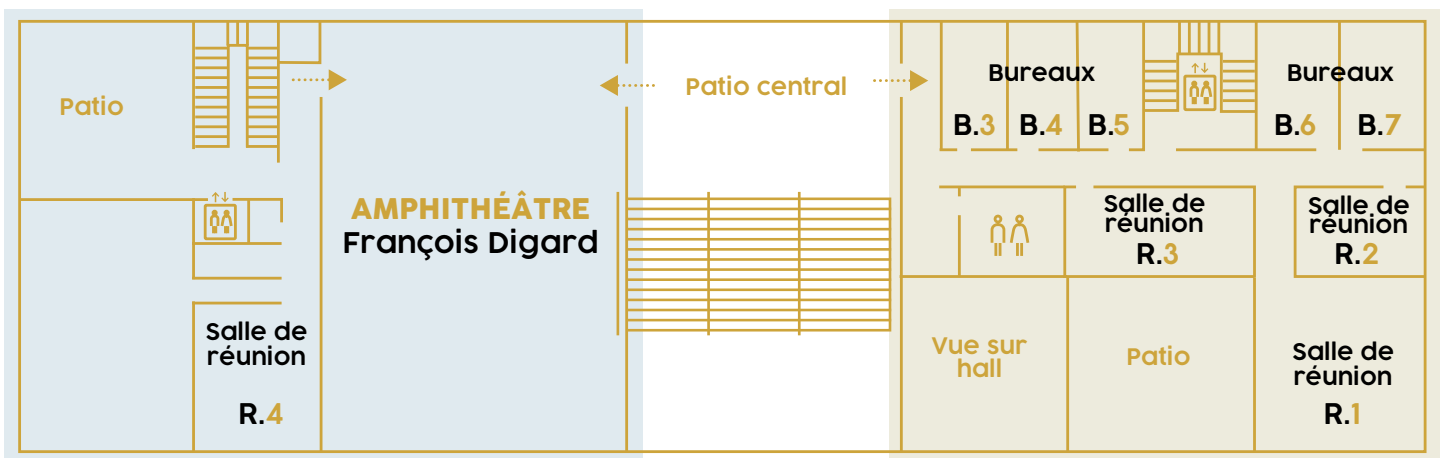 Patio
AMPHITHÉÂTRE
François Digard
Salle de
réunion
R.4
Patio central
Bureaux
B.3 B.4 B.5
Bureaux
B.6 B.7
Salle de
réunion
R.3
Salle de
réunion
R.2
Vue sur
hall
Patio
Salle de
réunion
R.1